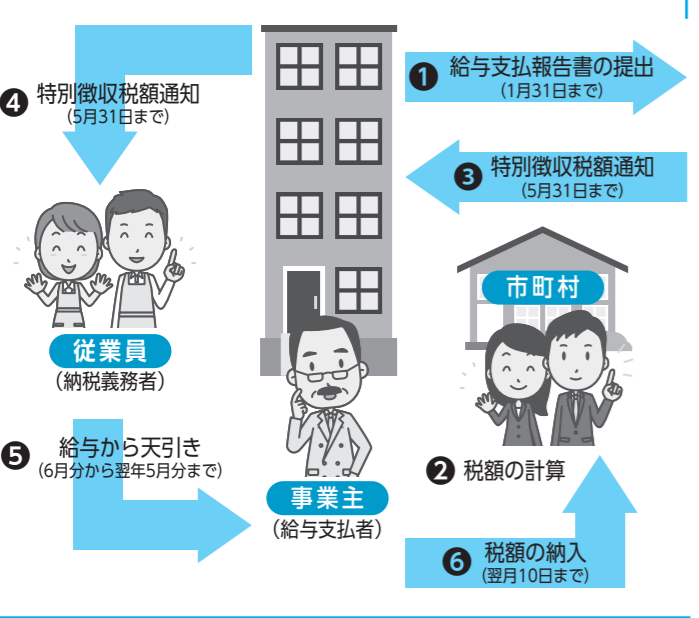 ❶ 給与支払報告書の提出
(1月31日まで)
❹ 特別徴収税額通知
(5月31日まで)
❸ 特別徴収税額通知
(5月31日まで)
市町村
従業員
(納税義務者)
❺ 給与から天引き
(6月分から翌年5月分まで)
❷ 税額の計算
事業主
(給与支払者)
❻ 税額の納入
(翌月10日まで)